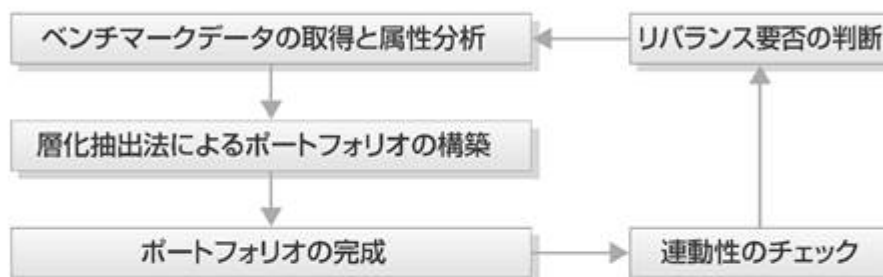 ベンチマークデータの取得と属性分析
リバランス要否の判断
層化抽出法によるポートフォリオの構築
ポートフォリオの完成
連動性のチェック